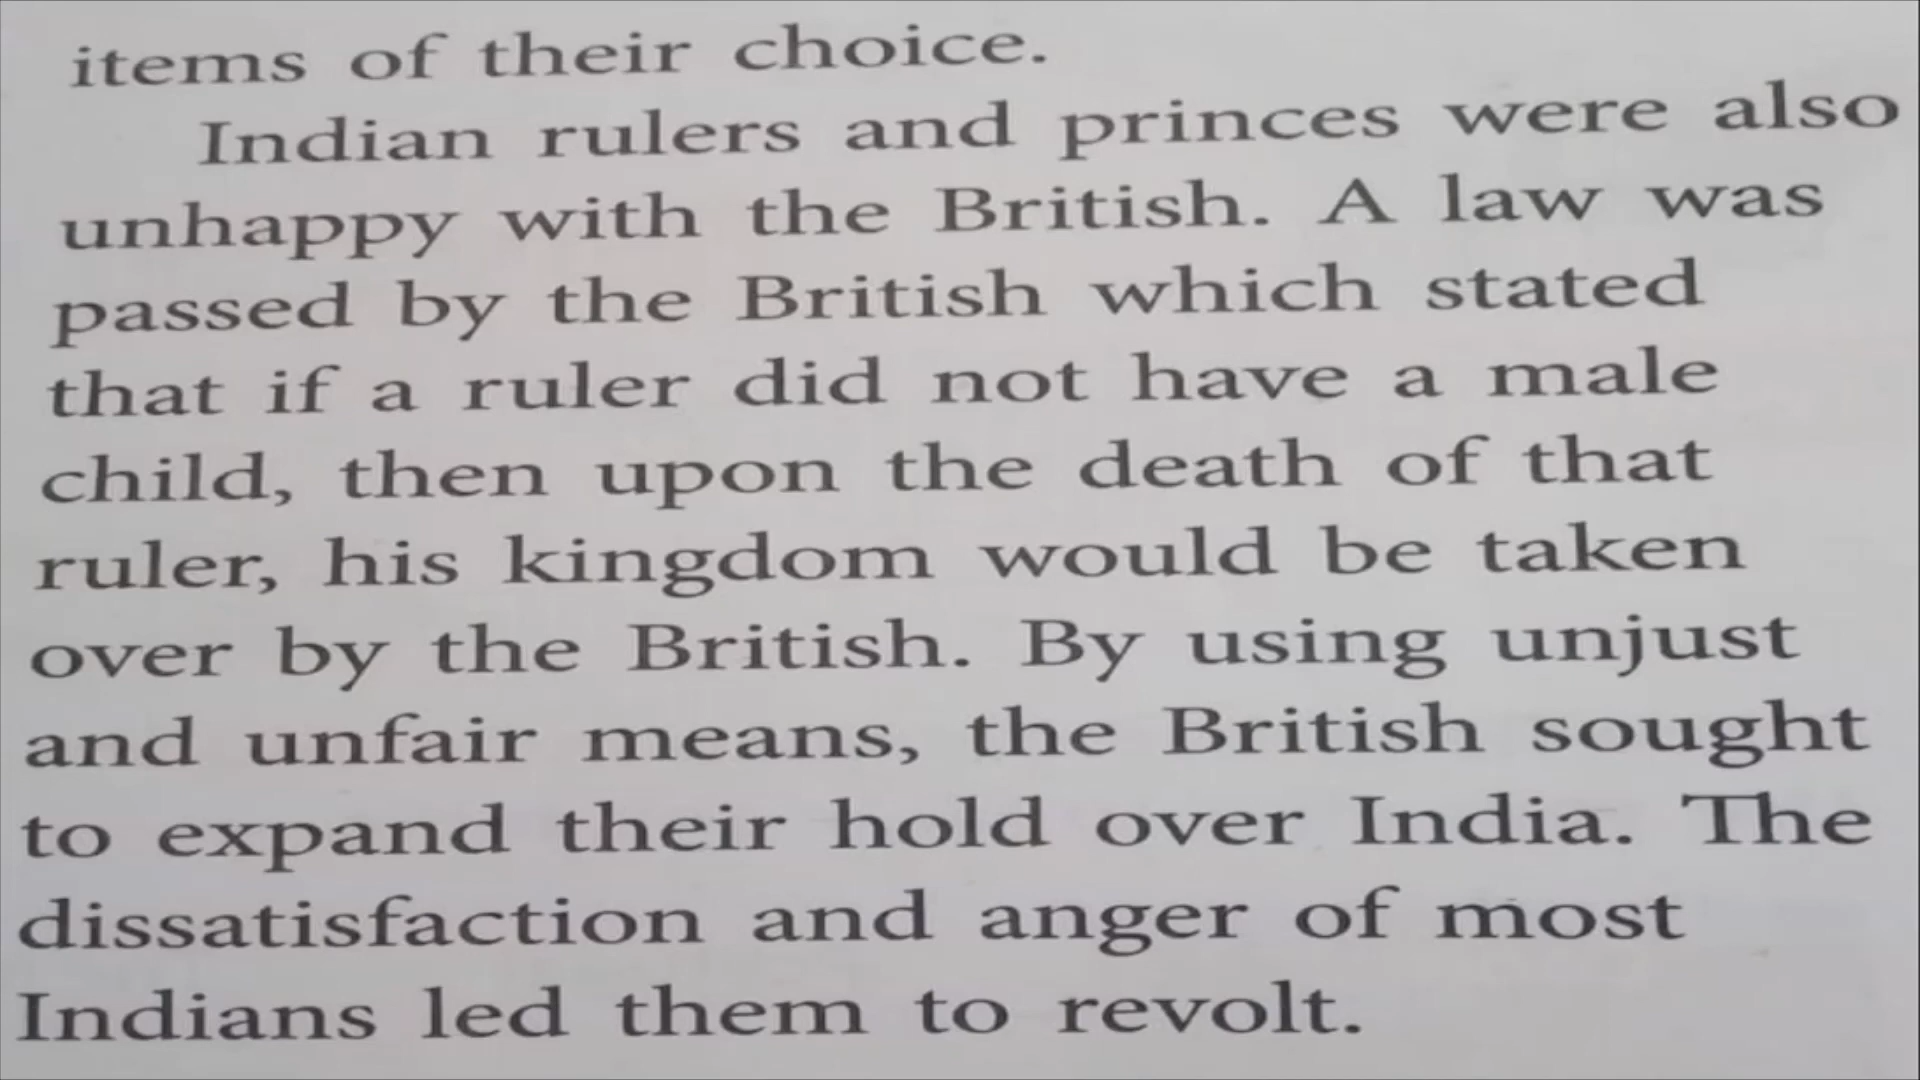 items of their choice.
Indian rulers and princes were also
unhappy with the British. A law was
passed by the British which stated
that if a ruler did not have a male
child, then upon the death of that
ruler, his kingdom would be taken
over by the British. By using unjust
and unfair means, the British sought
to expand their hold over India. The
dissatisfaction and anger of most
Indians led them to revolt.